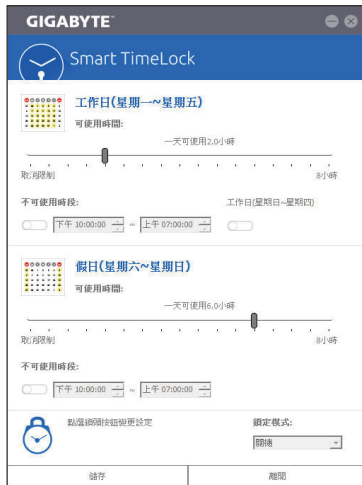 GIGABYTE™
Smart TimeLock
工作日(星期一~星期五)
可使用時間:
一天可使用2.0小時
取消限制 8小時
不可使用時段: 工作日(星期日~星期四)
下午 10:00:00 ~ 上午 07:00:00
假日(星期六~星期日)
可使用時間:
一天可使用6.0小時
取消限制 8小時
不可使用時段:
下午 10:00:00 ~ 上午 07:00:00
點選鎖頭按鈕變更設定 鎖定模式:
關機
儲存 離開